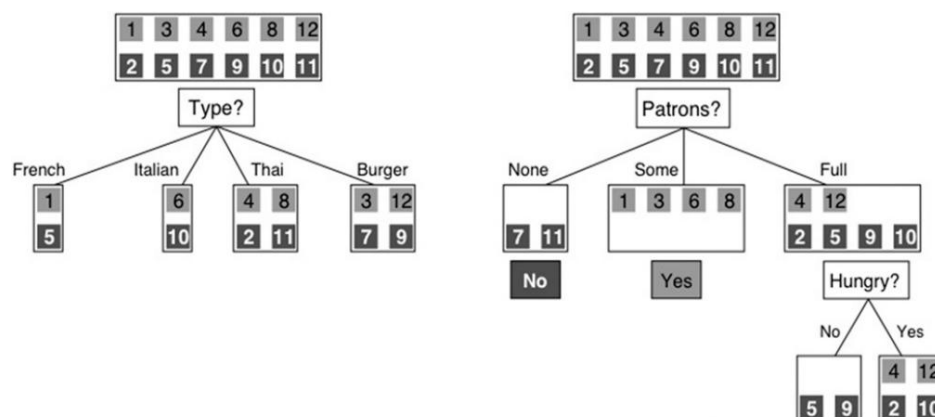 1 3 4 6 8 12
2 5 7 9 10 11
Type?
French Italian Thai Burger
1 6 4 8 3 12
5 10 2 11 7 9
1 3 4 6 8 12
2 5 7 9 10 11
Patrons?
None Some Full
1 3 6 8 4 12
7 11 2 5 9 10
No Yes Hungry?
No Yes
4 12
5 9 2 10